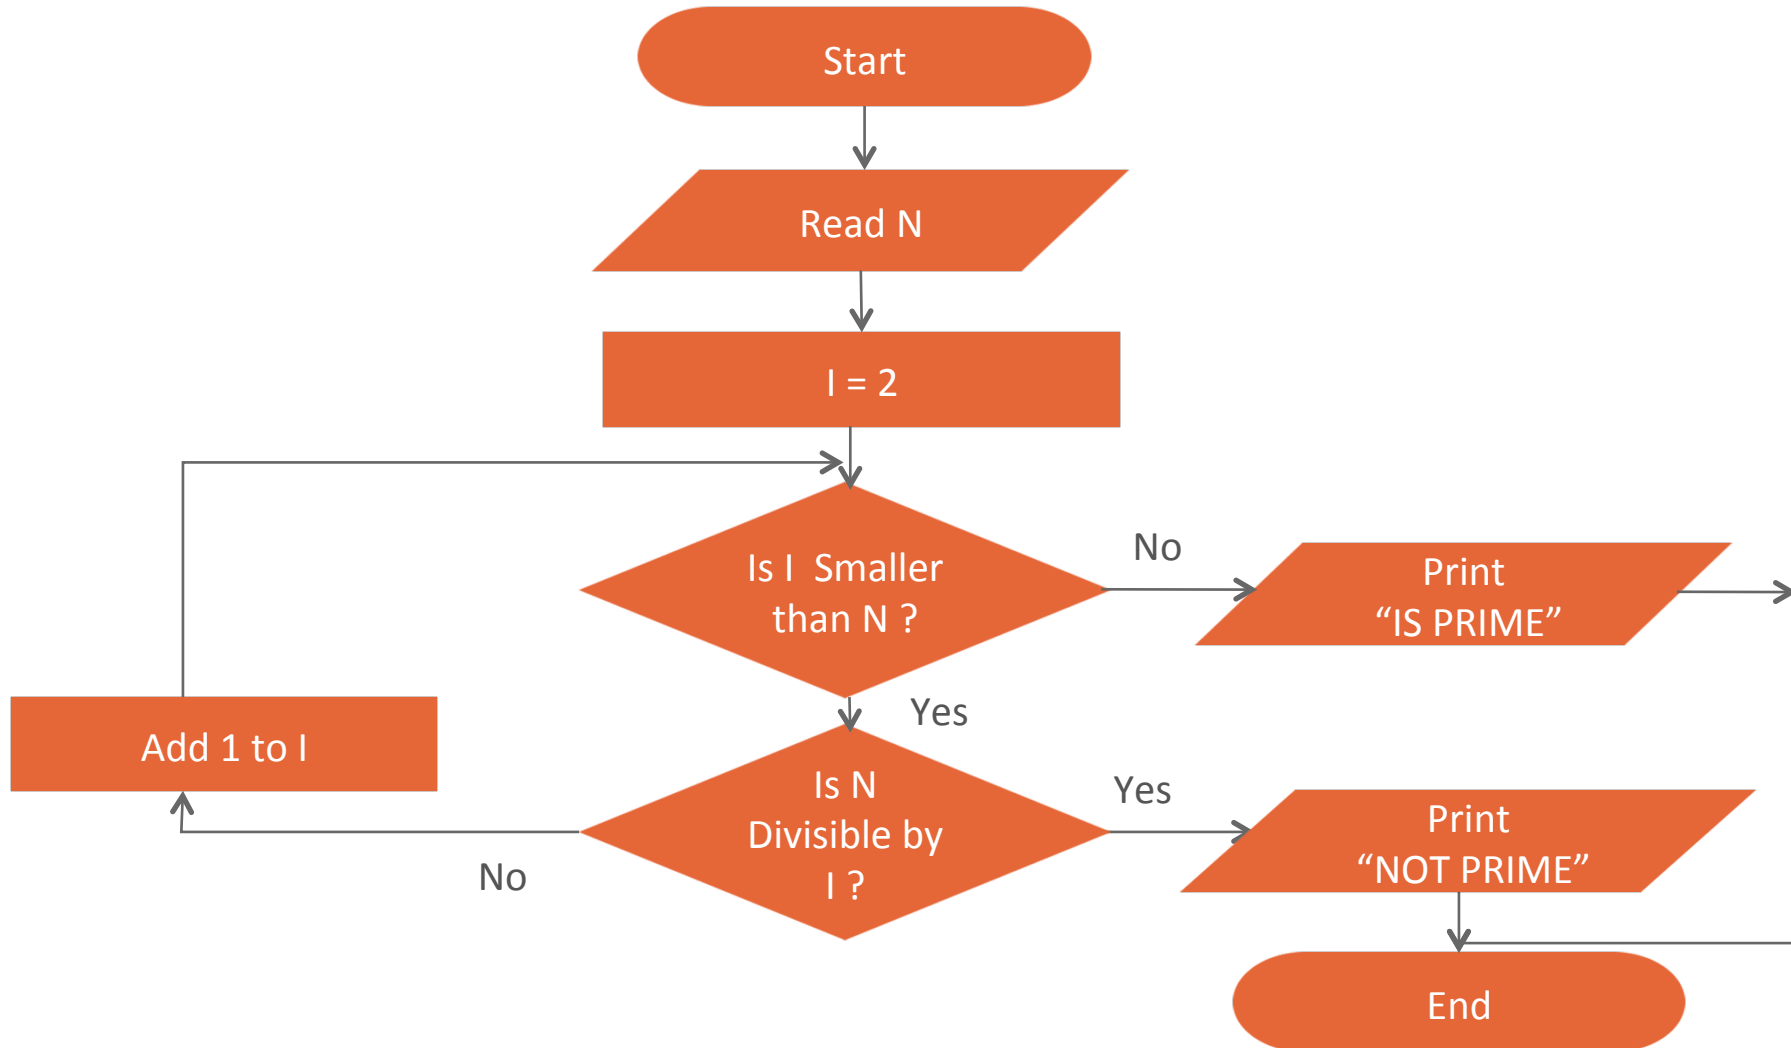 Start
Read N
I = 2
Is I  Smaller
than N ?
No
Print
“IS PRIME”
Yes
Add 1 to I
Is N
Divisible by
I ?
Yes
No
Print
“NOT PRIME”
End